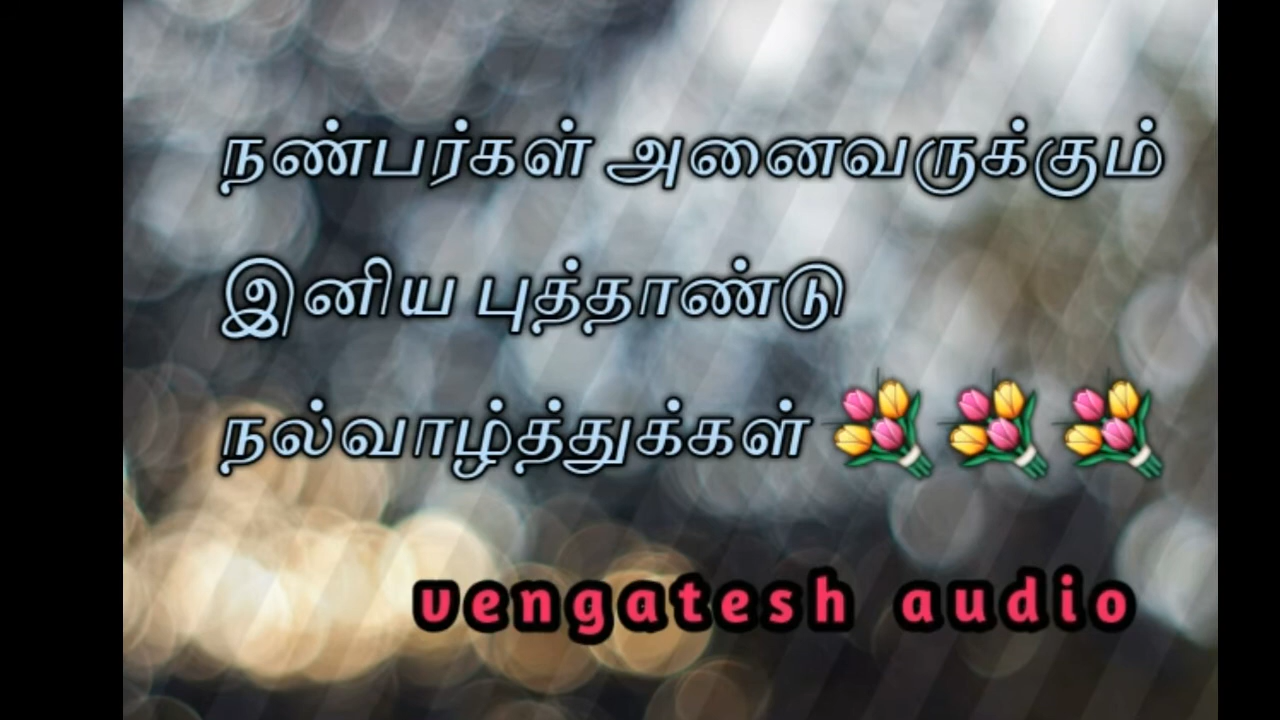 நண்பர்கள் அனைவருக்கும்
இனிய புத்தாண்டு
நல்வாழ்த்துக்கள் 💐💐💐
vengatesh audio